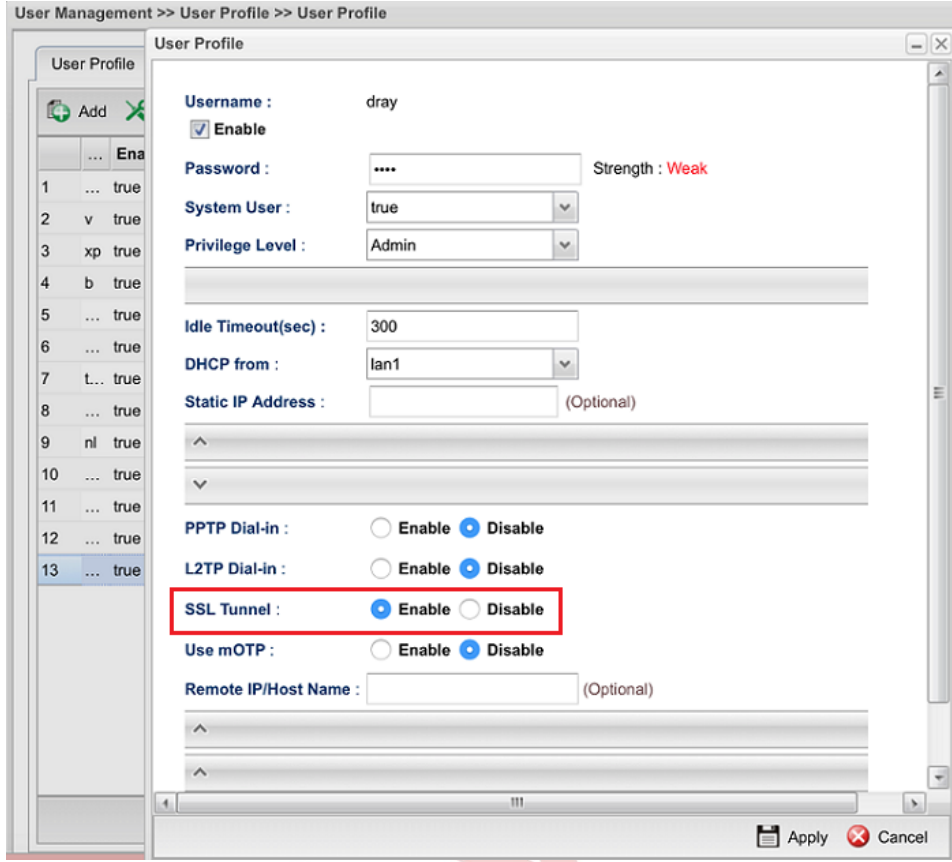 User Management >> User Profile >> User Profile
User Profile
User Profile
Add
... Ena
1 ... true
2 v true
3 xp true
4 b true
5 ... true
6 ... true
7 t... true
8 ... true
9 nl true
10 ... true
11 ... true
12 ... true
13 ... true
Username : dray
Enable
Password : •••• Strength : Weak
System User : true
Privilege Level : Admin
Idle Timeout(sec) : 300
DHCP from : lan1
Static IP Address : (Optional)
PPTP Dial-in : Enable Disable
L2TP Dial-in : Enable Disable
SSL Tunnel : Enable Disable
Use mOTP : Enable Disable
Remote IP/Host Name : (Optional)
Apply Cancel